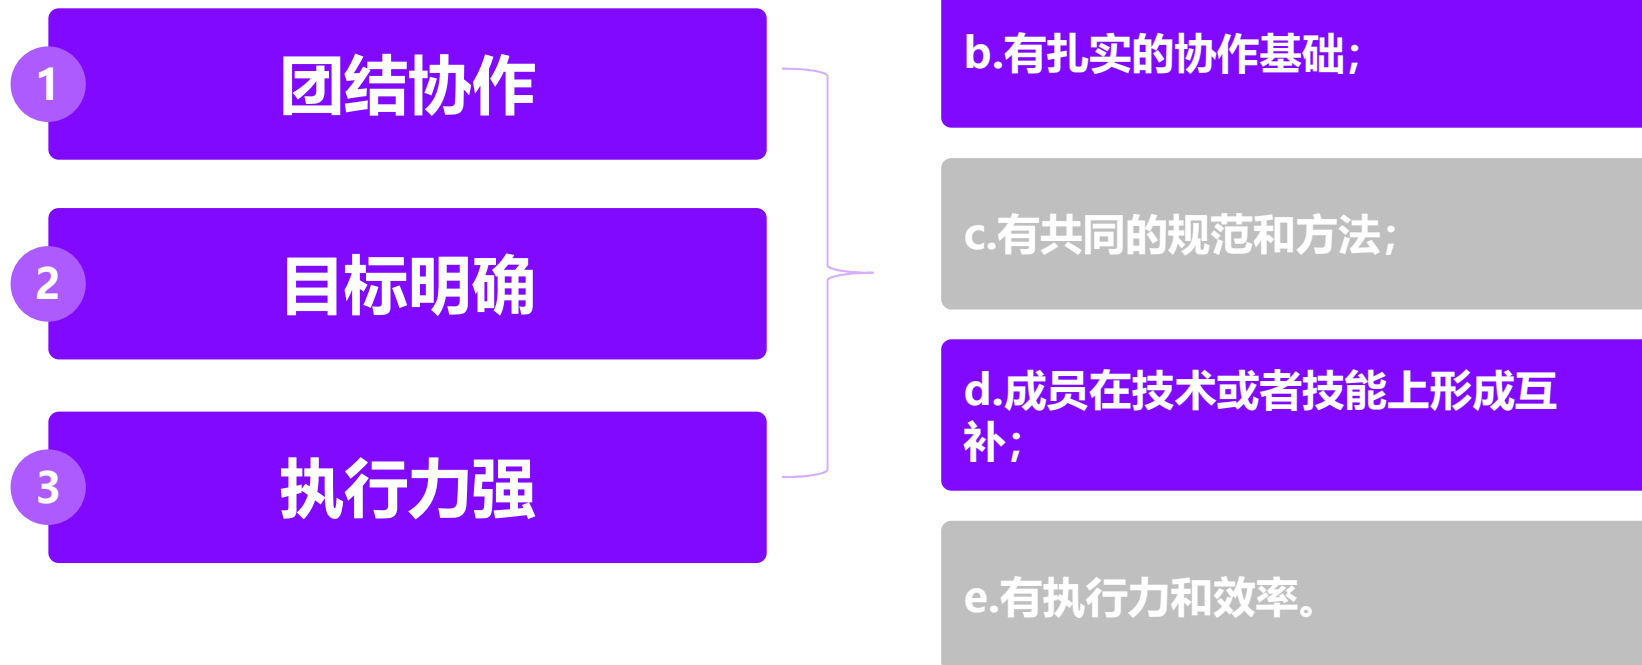 1
团结协作
2
目标明确
3
执行力强
b.有扎实的协作基础；
c.有共同的规范和方法；
d.成员在技术或者技能上形成互
补；
e.有执行力和效率。